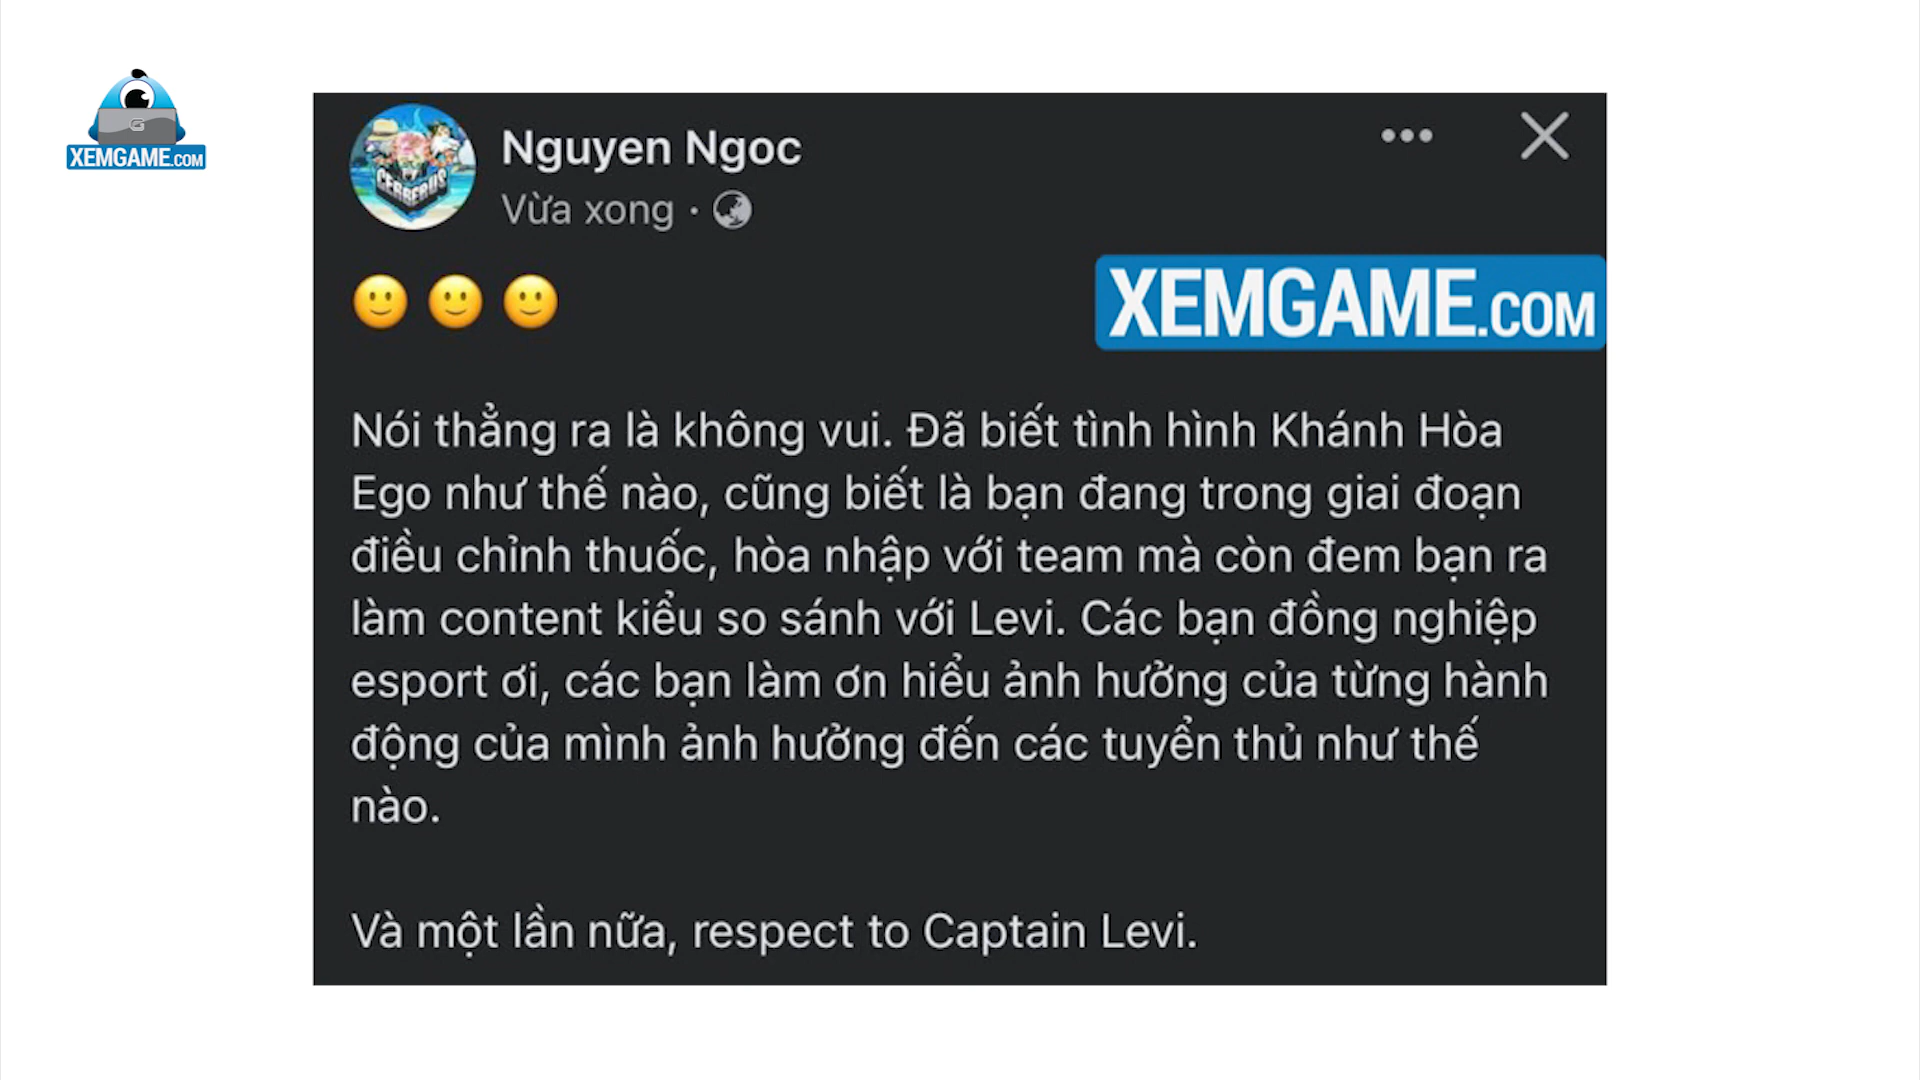 XEMGAME.COM
Nguyen Ngoc
Vừa xong ·
CERBERUS
XEMGAME.COM
Nói thẳng ra là không vui. Đã biết tình hình Khánh Hòa
Ego như thế nào, cũng biết là bạn đang trong giai đoạn
điều chỉnh thuốc, hòa nhập với team mà còn đem bạn ra
làm content kiểu so sánh với Levi. Các bạn đồng nghiệp
esport ơi, các bạn làm ơn hiểu ảnh hưởng của từng hành
động của mình ảnh hưởng đến các tuyển thủ như thế
nào.
Và một lần nữa, respect to Captain Levi.